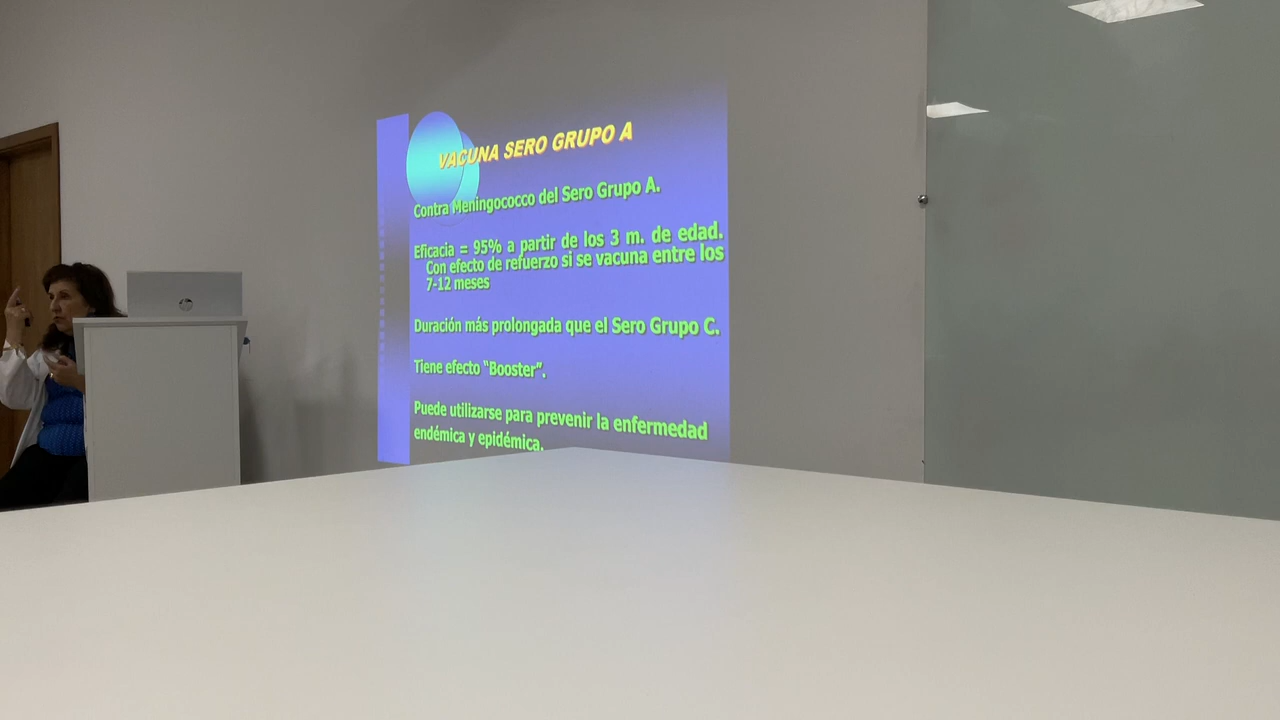 VACUNA SERO GRUPO A
Contra Meningococco del Sero Grupo A.
Eficacia = 95% a partir de los 3 m. de edad.
Con efecto de refuerzo si se vacuna entre los
7-12 meses
Duración más prolongada que el Sero Grupo C.
Tiene efecto "Booster".
Puede utilizarse para prevenir la enfermedad
endémica y epidémica.